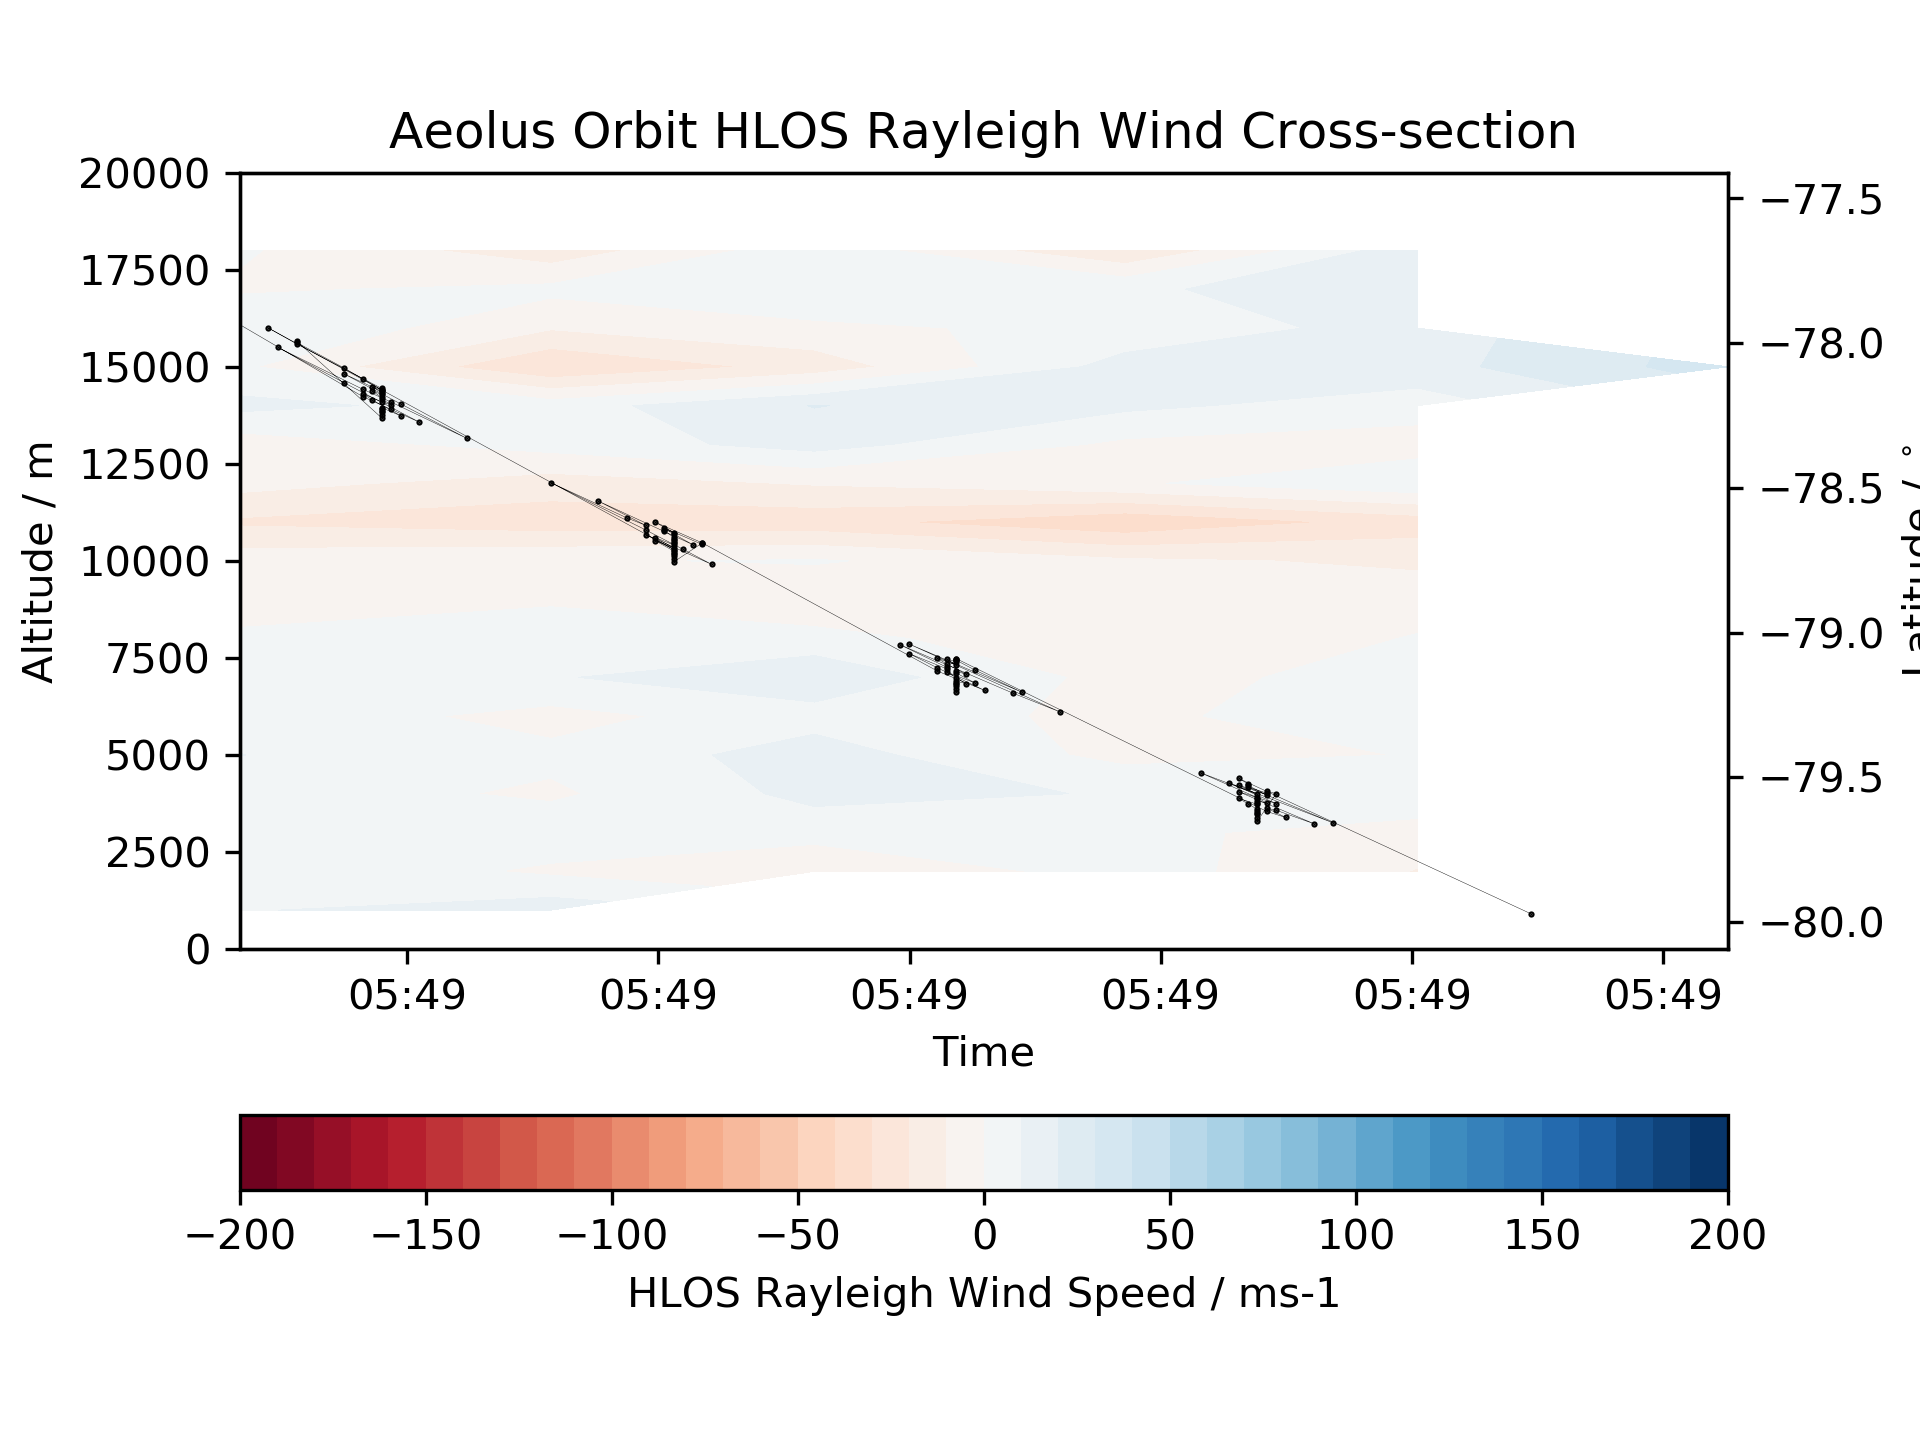 Aeolus Orbit HLOS Rayleigh Wind Cross-section
20000
17500
15000
12500
10000
7500
5000
2500
0
Altitude / m
−77.5
−78.0
−78.5
−79.0
−79.5
−80.0
Latitude / °
05:49 05:49 05:49 05:49 05:49 05:49
Time
−200 −150 −100 −50 0 50 100 150 200
HLOS Rayleigh Wind Speed / ms-1